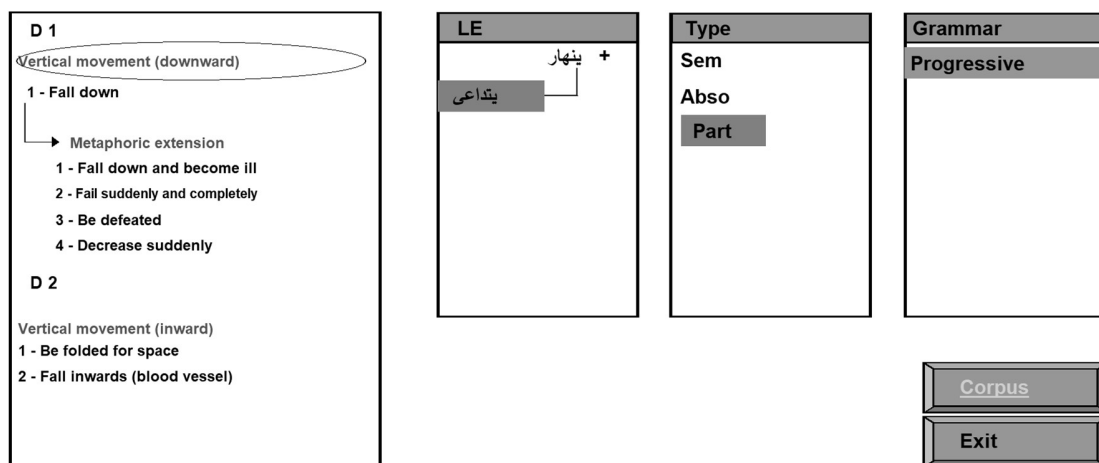 D 1
Vertical movement (downward)
1 - Fall down
Metaphoric extension
1 - Fall down and become ill
2 - Fail suddenly and completely
3 - Be defeated
4 - Decrease suddenly
D 2
Vertical movement (inward)
1 - Be folded for space
2 - Fall inwards (blood vessel)
LE
ينهار +
يتداعى
Type
Sem
Abso
Part
Grammar
Progressive
Corpus
Exit